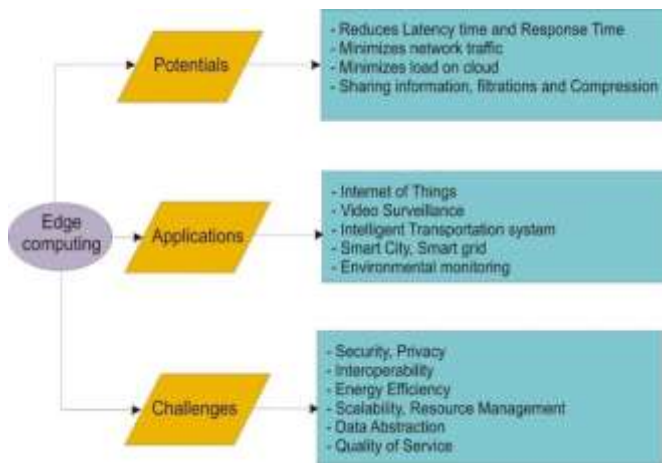 Edge
computing
Potentials
- Reduces Latency time and Response Time
- Minimizes network traffic
- Minimizes load on cloud
- Sharing information, filtrations and Compression
Applications
- Internet of Things
- Video Surveillance
- Intelligent Transportation system
- Smart City, Smart grid
- Environmental monitoring
Challenges
- Security, Privacy
- Interoperability
- Energy Efficiency
- Scalability, Resource Management
- Data Abstraction
- Quality of Service